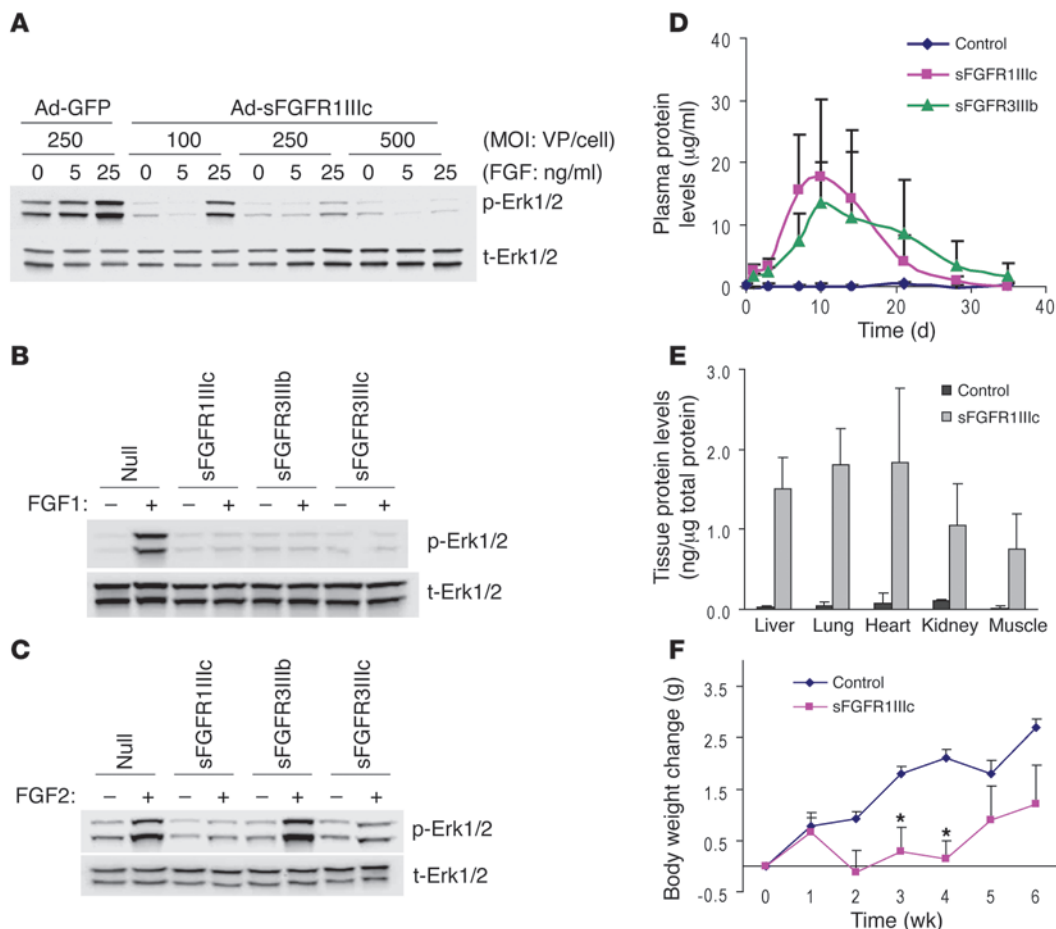 A
Ad-GFP Ad-sFGFR1IIIc
250 100 250 500 (MOI: VP/cell)
0 5 25 0 5 25 0 5 25 0 5 25 (FGF: ng/ml)
p-Erk1/2
t-Erk1/2
B
Null sFGFR1IIIc sFGFR3IIIb sFGFR3IIIc
FGF1: – + – + – + – +
p-Erk1/2
t-Erk1/2
C
Null sFGFR1IIIc sFGFR3IIIb sFGFR3IIIc
FGF2: – + – + – + – +
p-Erk1/2
t-Erk1/2
D
Plasma protein
levels (μg/ml)
40
30
20
10
0
Control
sFGFR1IIIc
sFGFR3IIIb
0 10 20 30 40
Time (d)
E
Tissue protein levels
(ng/μg total protein)
3.0
2.0
1.0
0.0
Control
sFGFR1IIIc
Liver Lung Heart Kidney Muscle
F
Body weight change (g)
3.5
2.5
1.5
0.5
-0.5
Control
sFGFR1IIIc
* *
0 1 2 3 4 5 6
Time (wk)